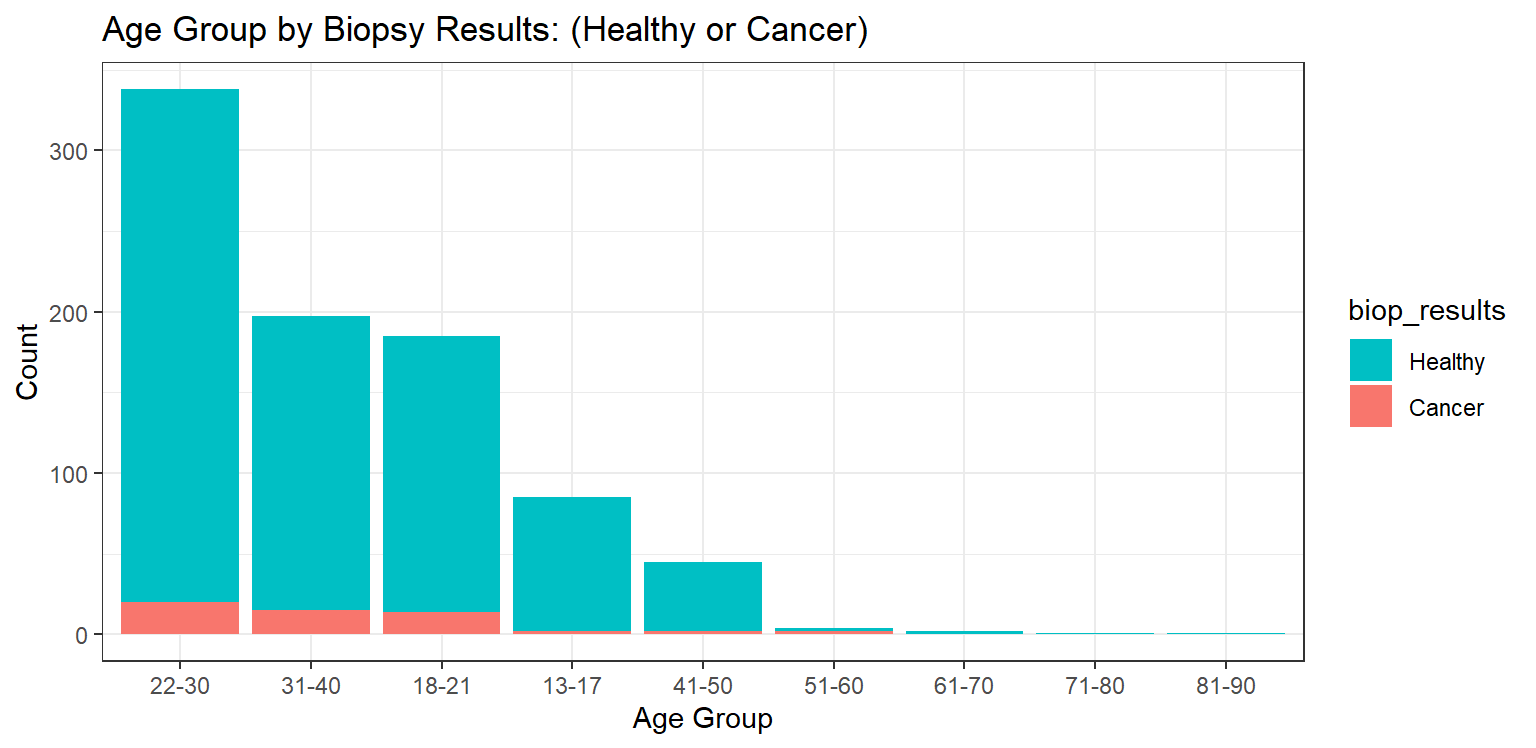 Age Group by Biopsy Results: (Healthy or Cancer)
300
200
100
0
Count
22-30 31-40 18-21 13-17 41-50 51-60 61-70 71-80 81-90
Age Group
biop_results
Healthy
Cancer